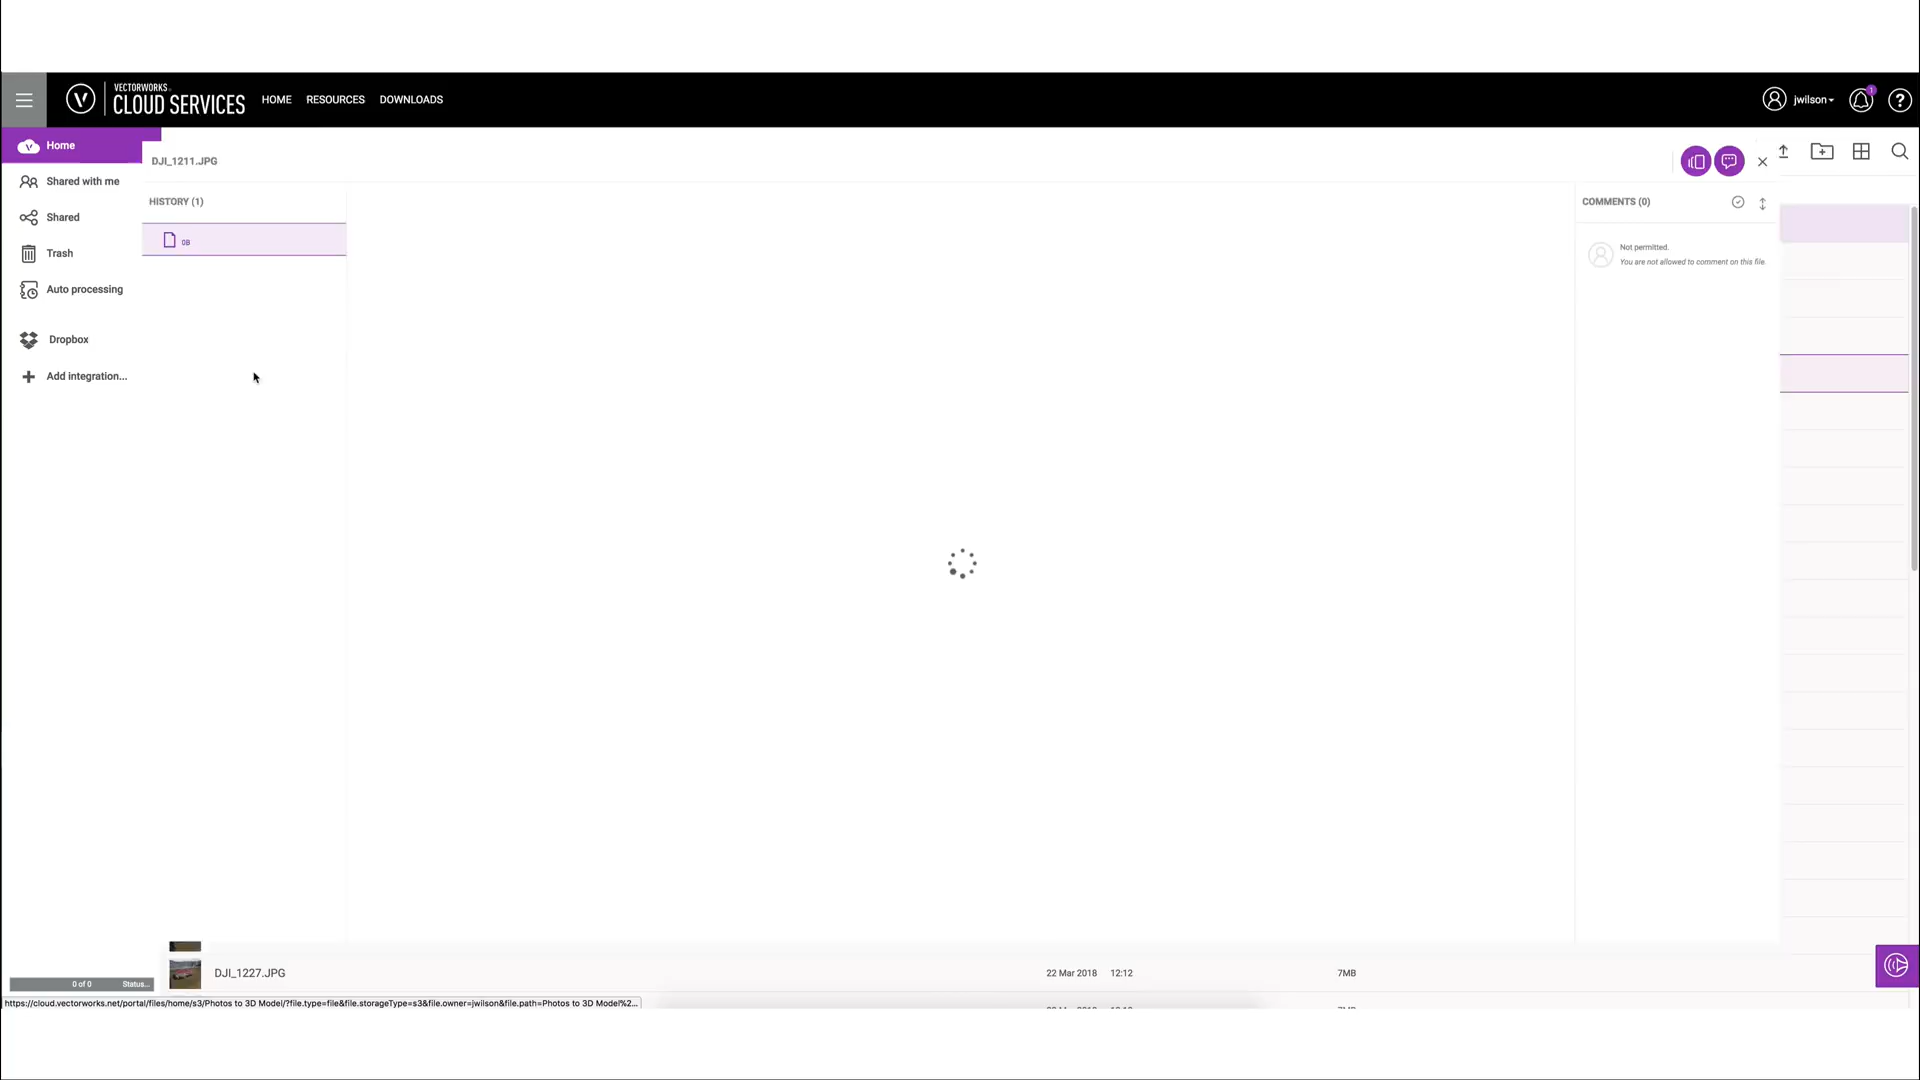 VECTORWORKS
CLOUD SERVICES
HOME
RESOURCES
DOWNLOADS
jwilson
1
?
Home
Shared with me
Shared
Trash
Auto processing
Dropbox
Add integration...
DJI_1211.JPG
HISTORY (1)
0B
COMMENTS (0)
Not permitted.
You are not allowed to comment on this file
DJI_1227.JPG
22 Mar 2018 12:12
7MB
0 of 0
Status...
https://cloud.vectorworks.net/portal/files/home/s3/Photos to 3D Model/?file.type=file&file.storageType=s3&file.owner=jwilson&file.path=Photos to 3D Model%2...